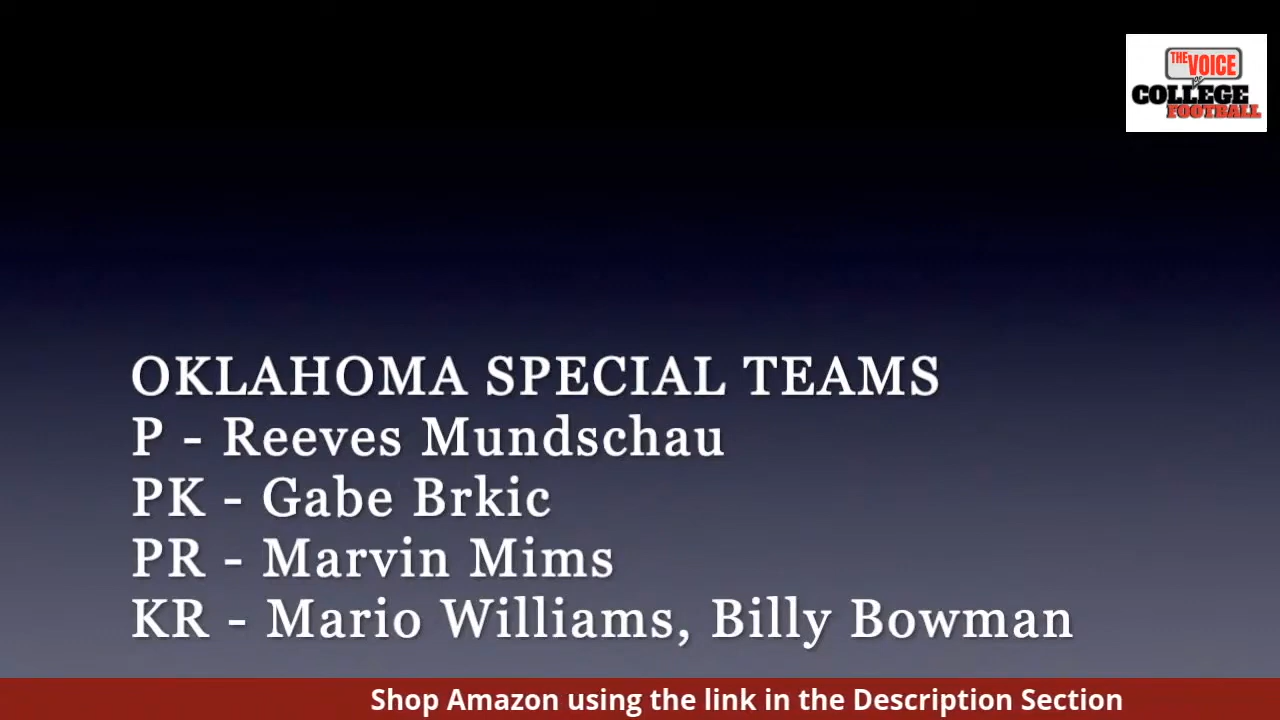 THE VOICE
COLLEGE
FOOTBALL
OKLAHOMA SPECIAL TEAMS
P - Reeves Mundschau
PK - Gabe Brkic
PR - Marvin Mims
KR - Mario Williams, Billy Bowman
Shop Amazon using the link in the Description Section